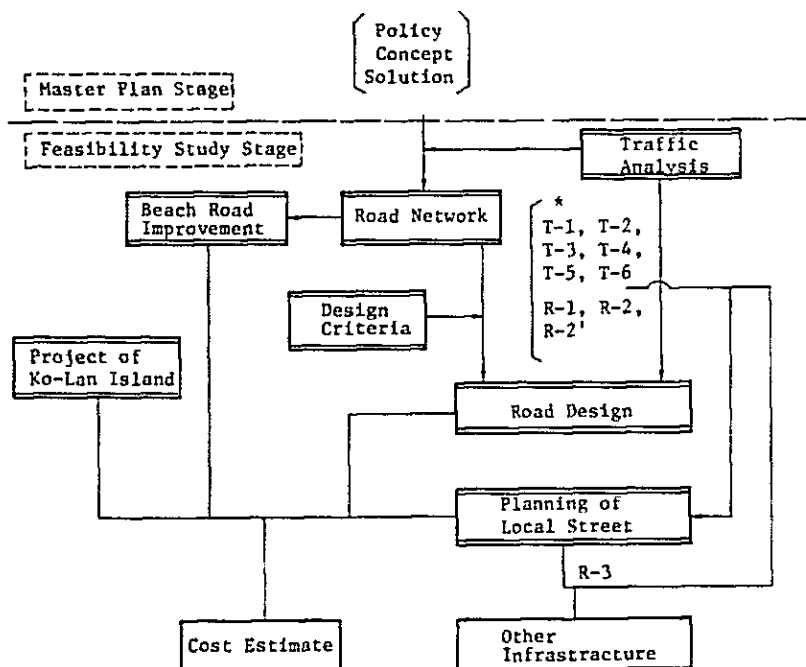 Policy
Concept
Solution
Master Plan Stage
Feasibility Study Stage
Traffic
Analysis
Beach Road
Improvement
Road Network
*
T-1, T-2,
T-3, T-4,
T-5, T-6
R-1, R-2,
R-2'
Design
Criteria
Project of
Ko-Lan Island
Road Design
Planning of
Local Street
R-3
Cost Estimate
Other
Infrastracture